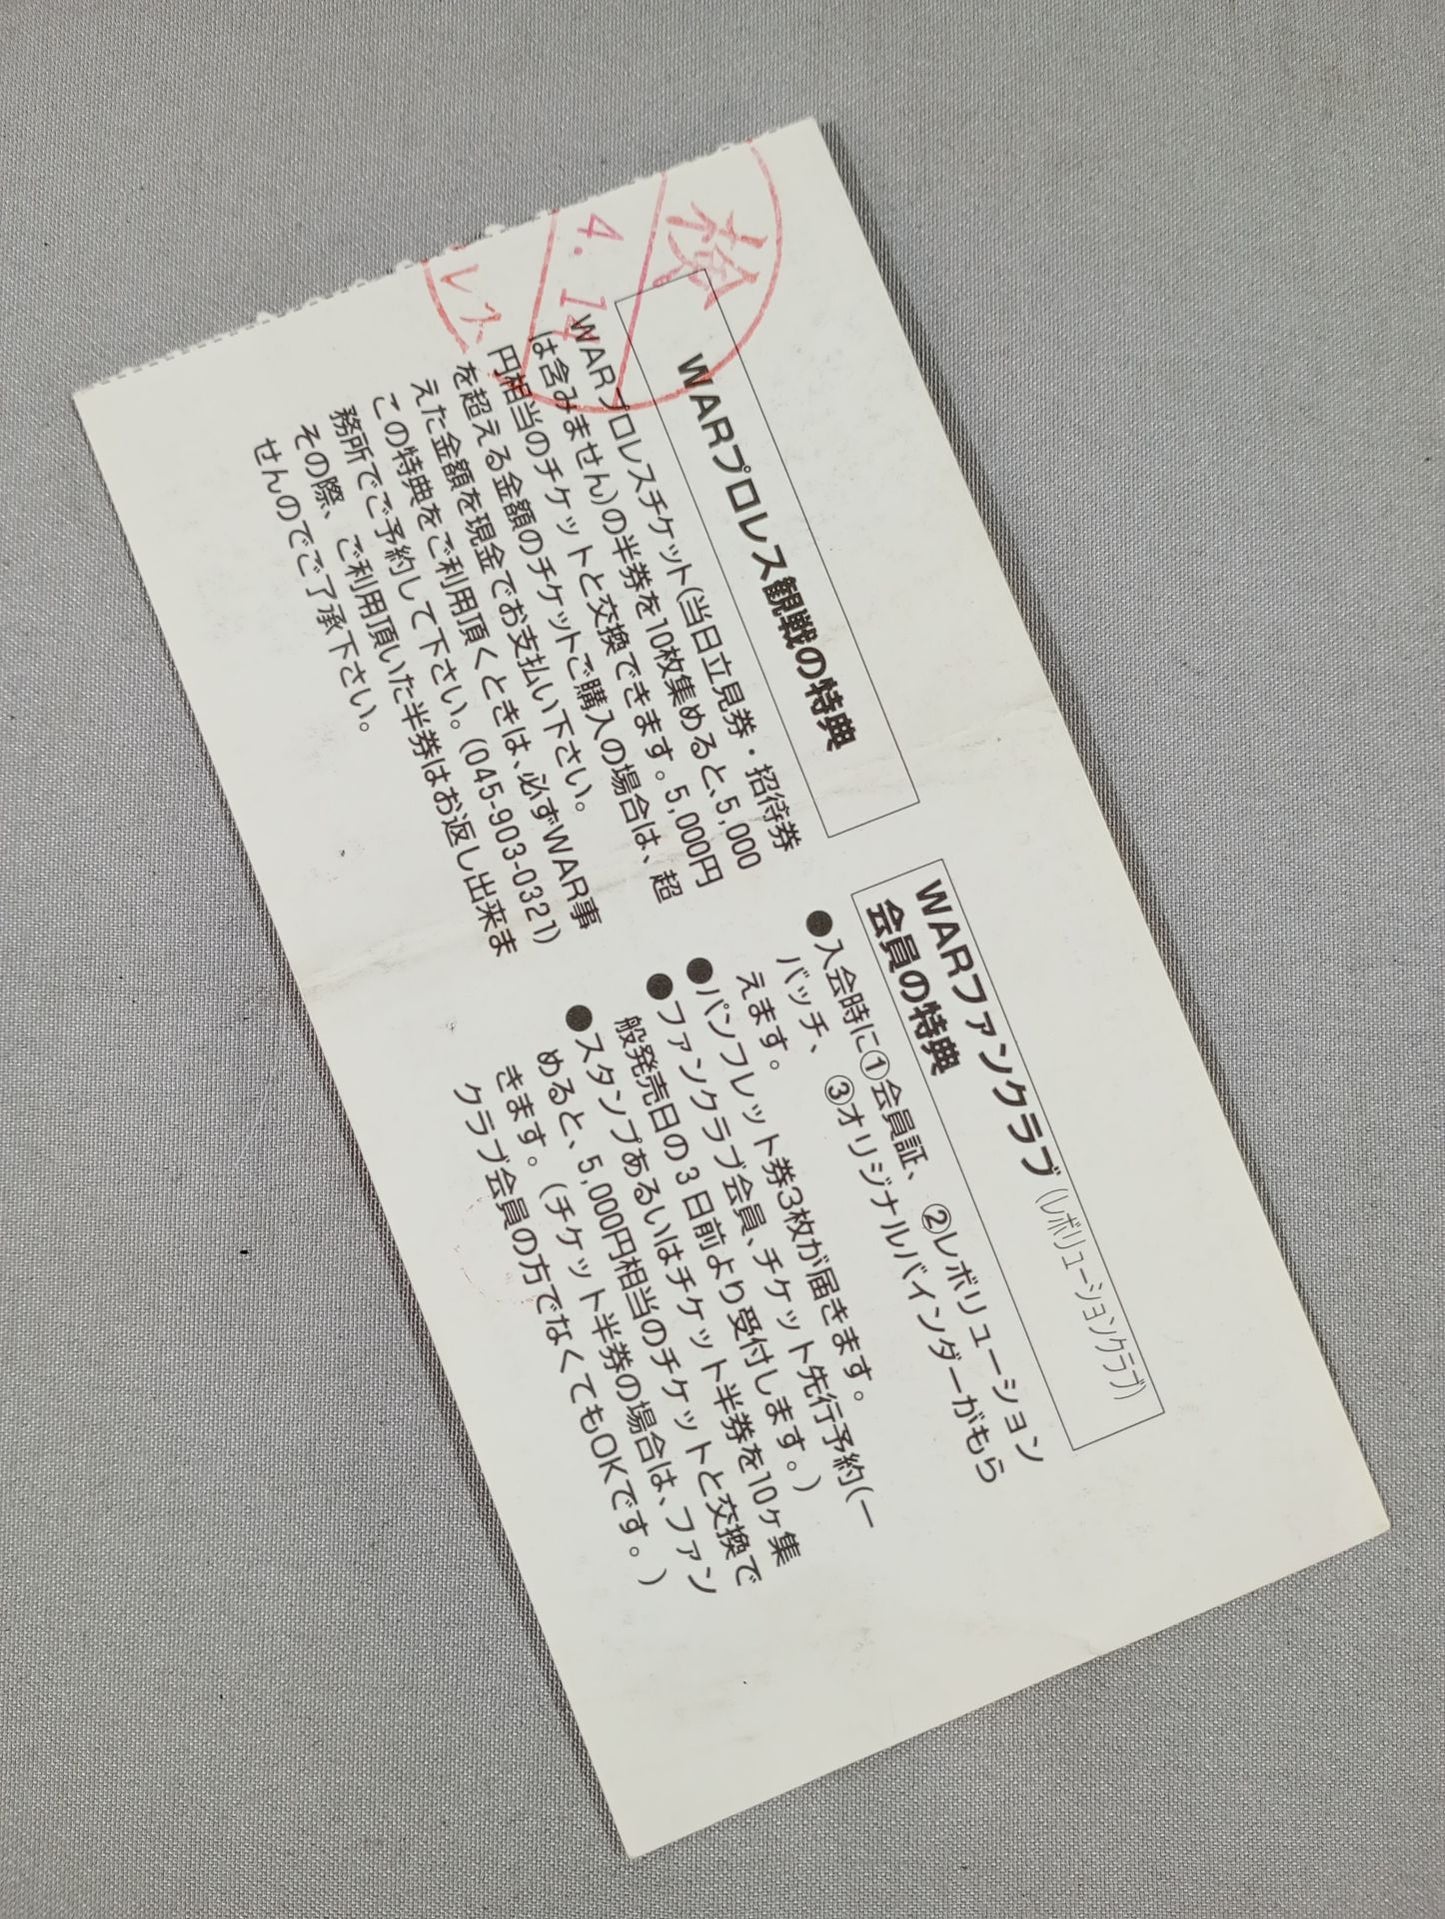 WARプロレス観戦の特典
WARプロレスチケット(当日立見券・招待券
は含みません)の半券を10枚集めると、5,000
円相当のチケットと交換できます。5,000円
を超える金額のチケットご購入の場合は、超
えた金額を現金でお支払い下さい。
この特典をご利用頂くときは、必ずWAR事
務所でご予約して下さい。(045-903-0321)
その際、ご利用頂いた半券はお返し出来ま
せんのでご了承下さい。
WARファンクラブ(レボリューションクラブ)
会員の特典
●入会時に①会員証、②レボリューション
バッチ、③オリジナルバインダーがもら
えます。
●パンフレット券3枚が届きます。
●ファンクラブ会員、チケット先行予約(一
般発売日の3日前より受付します。)
●スタンプあるいはチケット半券を10ヶ集
めると、5,000円相当のチケットと交換で
きます。(チケット半券の場合は、ファン
クラブ会員の方でなくてもOKです。)
検
4.14